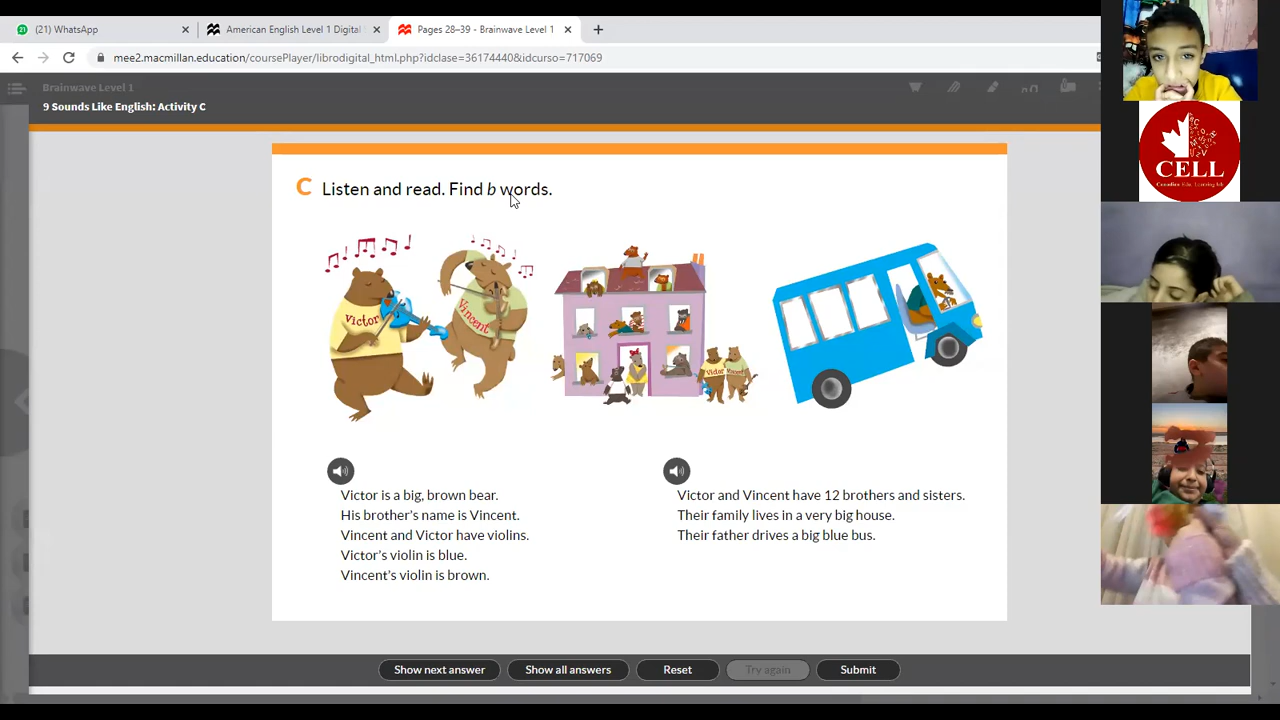 (21) WhatsApp
American English Level 1 Digital
Pages 28–39 - Brainwave Level 1
mee2.macmillan.education/coursePlayer/librodigital_html.php?idclase=36174440&idcurso=717069
Brainwave Level 1
9 Sounds Like English: Activity C
C Listen and read. Find b words.
Victor
Vincent
Victor
Vincent
Victor is a big, brown bear.
His brother's name is Vincent.
Vincent and Victor have violins.
Victor's violin is blue.
Vincent's violin is brown.
Victor and Vincent have 12 brothers and sisters.
Their family lives in a very big house.
Their father drives a big blue bus.
Show next answer
Show all answers
Reset
Try again
Submit
CELL